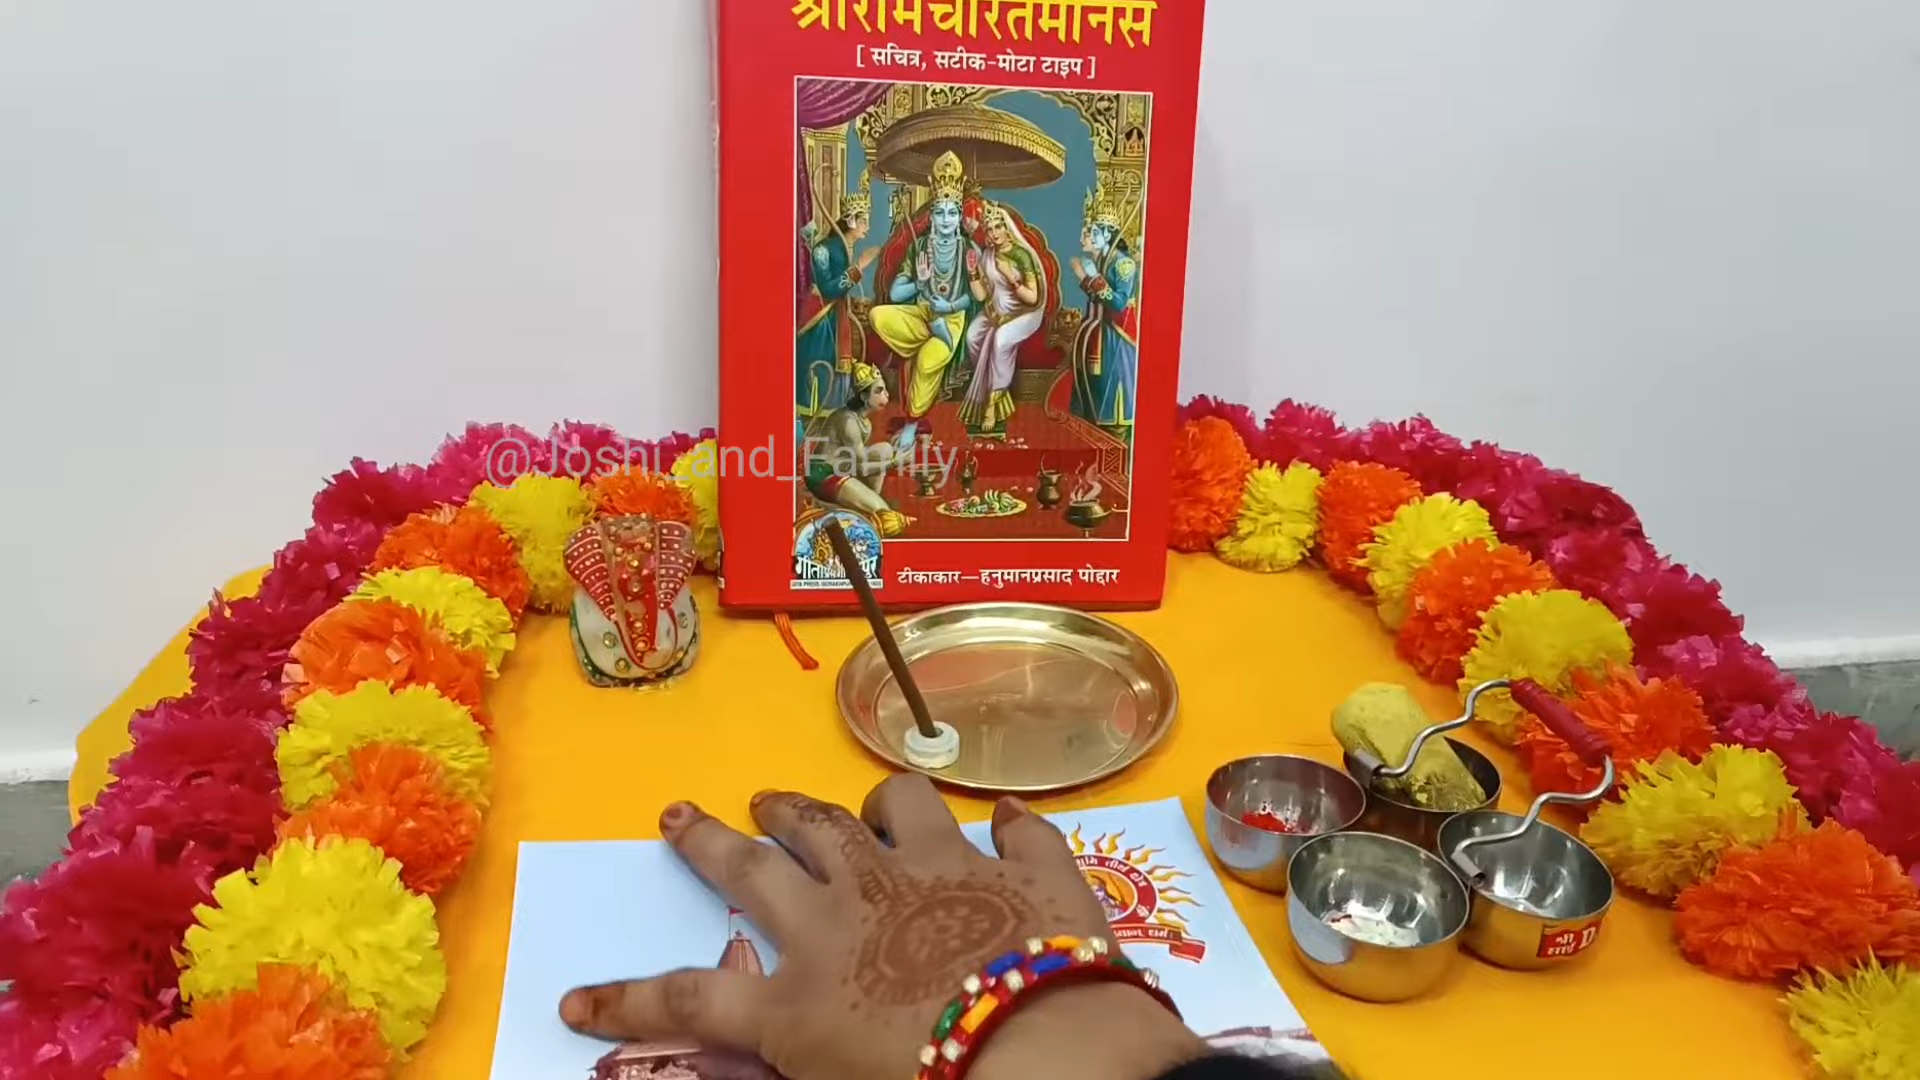 श्रीरामचरितमानस
[ सचित्र, सटीक-मोटा टाइप ]
@Joshi_and_Family
टीकाकार—हनुमानप्रसाद पोद्दार
श्री
साई